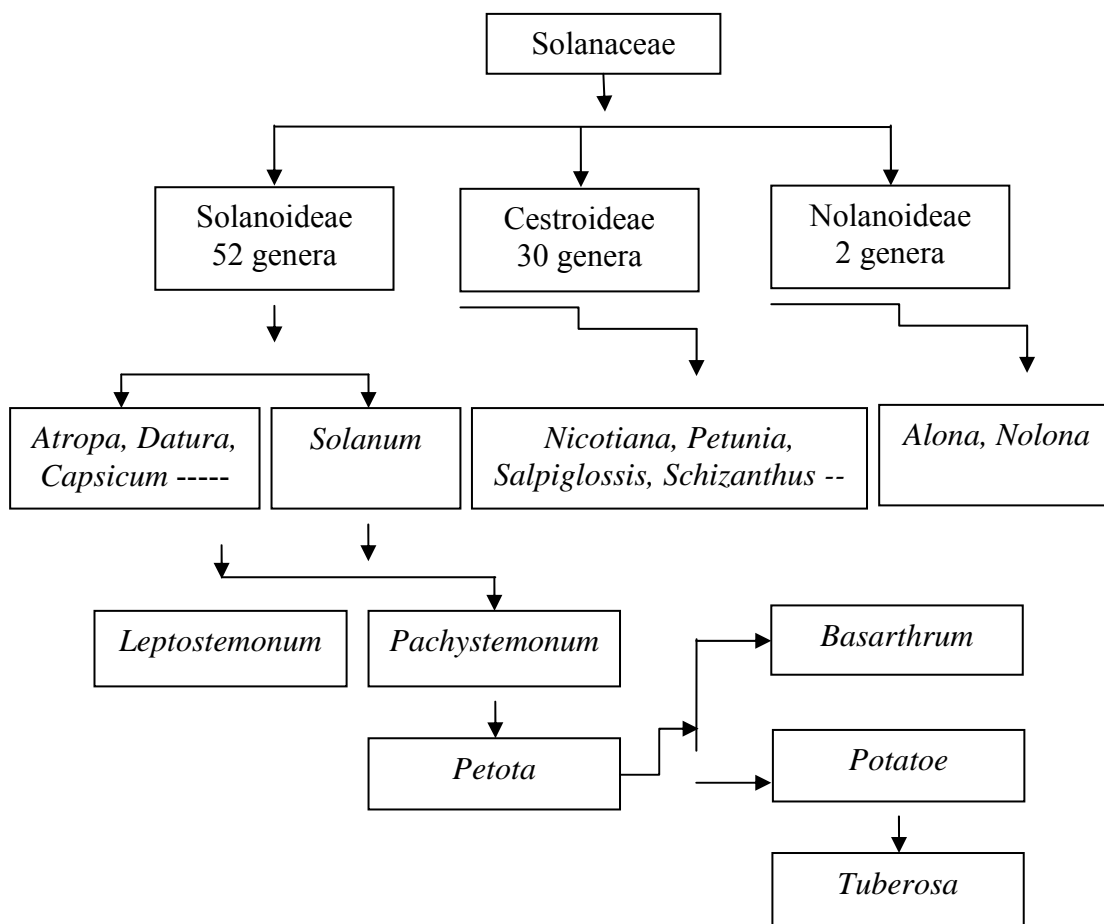 Solanaceae
Solanoideae
52 genera
Cestroideae
30 genera
Nolanoideae
2 genera
Atropa, Datura,
Capsicum -----
Solanum
Nicotiana, Petunia,
Salpiglossis, Schizanthus --
Alona, Nolona
Leptostemonum
Pachystemonum
Basarthrum
Petota
Potatoe
Tuberosa